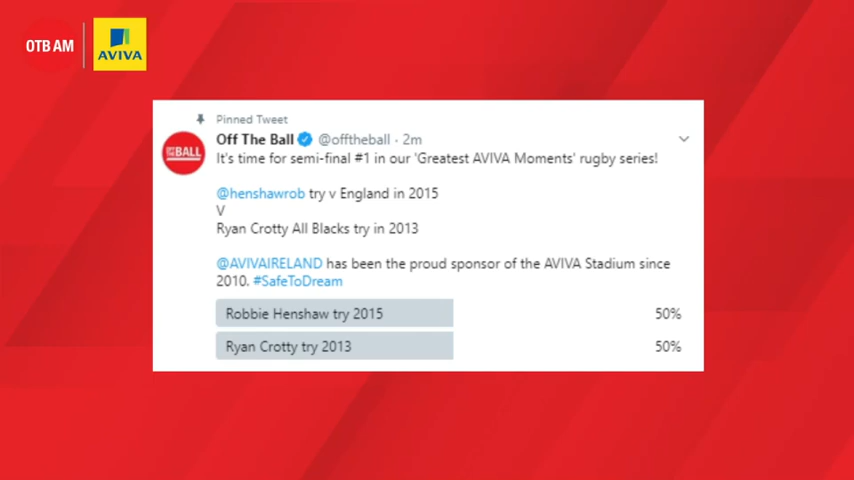 OTB AM
AVIVA
Pinned Tweet
Off The Ball @offtheball · 2m
BALL
It's time for semi-final #1 in our 'Greatest AVIVA Moments' rugby series!
@henshawrob try v England in 2015
V
Ryan Crotty All Blacks try in 2013
@AVIVAIRELAND has been the proud sponsor of the AVIVA Stadium since
2010. #SafeToDream
Robbie Henshaw try 2015 50%
Ryan Crotty try 2013 50%